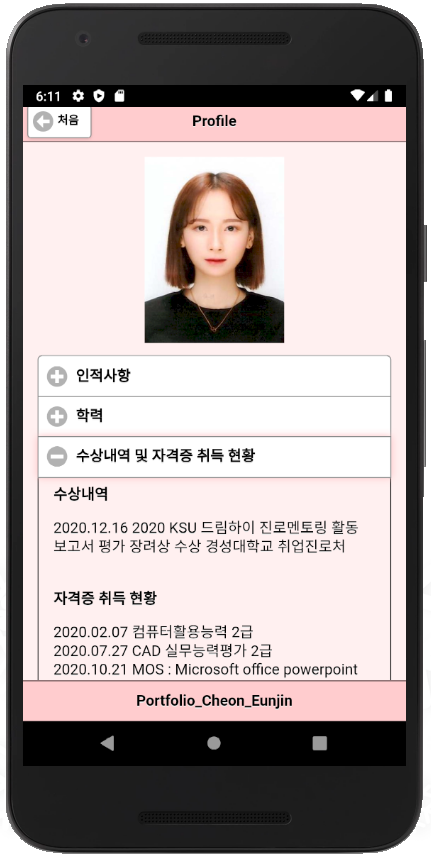 6:11
처음
Profile
인적사항
학력
수상내역 및 자격증 취득 현황
수상내역
2020.12.16 2020 KSU 드림하이 진로멘토링 활동
보고서 평가 장려상 수상 경성대학교 취업진로처
자격증 취득 현황
2020.02.07 컴퓨터활용능력 2급
2020.07.27 CAD 실무능력평가 2급
2020.10.21 MOS : Microsoft office powerpoint
Portfolio_Cheon_Eunjin